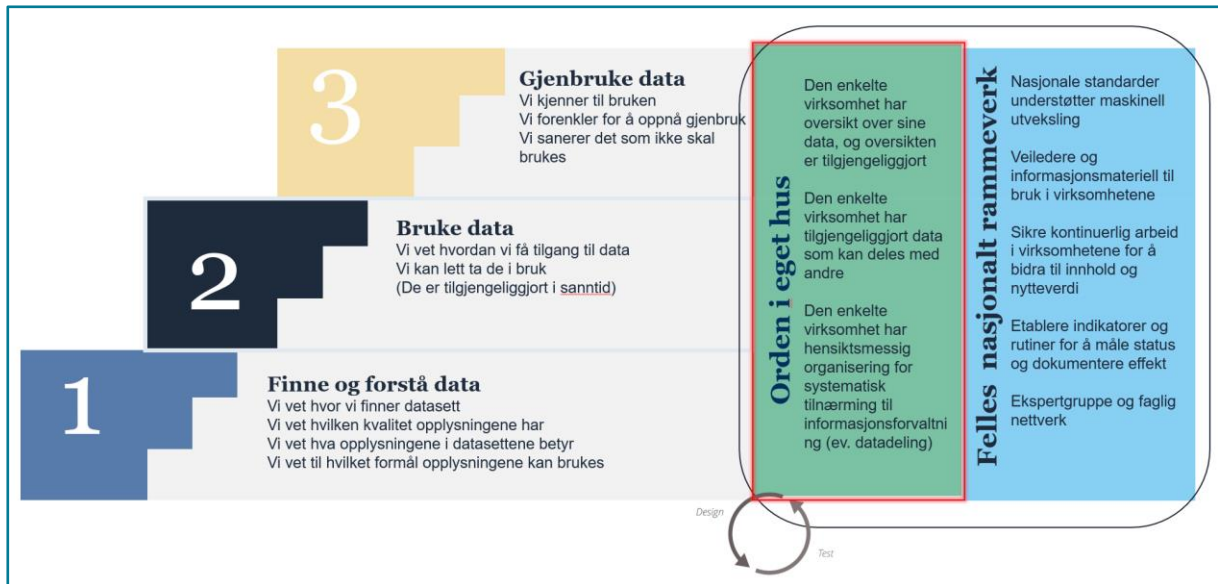 3
Gjenbruke data
Vi kjenner til bruken
Vi forenkler for å oppnå gjenbruk
Vi sanerer det som ikke skal
brukes
2
Bruke data
Vi vet hvordan vi få tilgang til data
Vi kan lett ta de i bruk
(De er tilgjengeliggjort i sanntid)
1
Finne og forstå data
Vi vet hvor vi finner datasett
Vi vet hvilken kvalitet opplysningene har
Vi vet hva opplysningene i datasettene betyr
Vi vet til hvilket formål opplysningene kan brukes
Orden i eget hus
Den enkelte
virksomhet har
oversikt over sine
data, og oversikten
er tilgjengeliggjort
Den enkelte
virksomhet har
tilgjengeliggjort data
som kan deles med
andre
Den enkelte
virksomhet har
hensiktsmessig
organisering for
systematisk
tilnærming til
informasjonsforvaltni
ng (ev. datadeling)
Felles nasjonalt rammeverk
Nasjonale standarder
understøtter maskinell
utveksling
Veiledere og
informasjonsmateriell til
bruk i virksomhetene
Sikre kontinuerlig arbeid
i virksomhetene for å
bidra til innhold og
nytteverdi
Etablere indikatorer og
rutiner for å måle status
og dokumentere effekt
Ekspertgruppe og faglig
nettverk
Design
Test